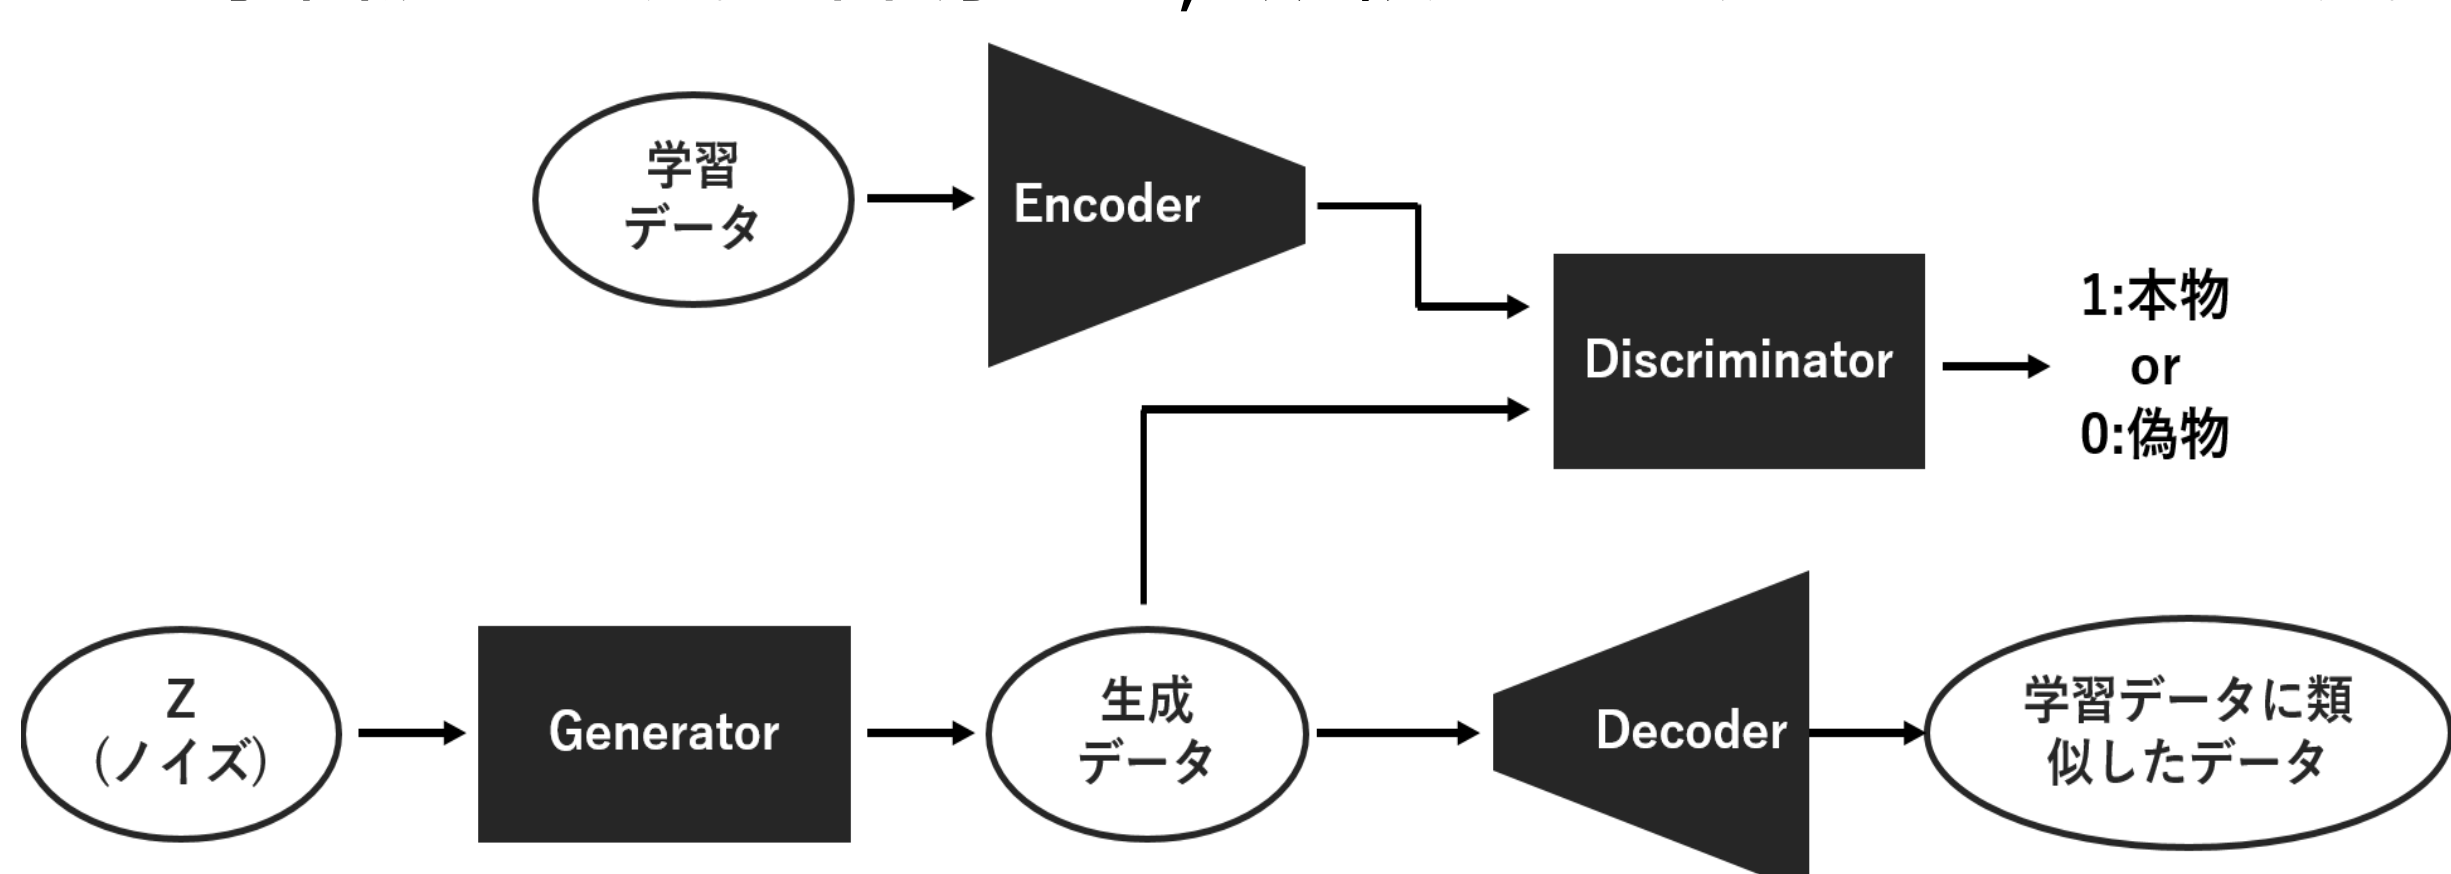 学習
データ
Encoder
Discriminator
1:本物
or
0:偽物
Z
(ノイズ)
Generator
生成
データ
Decoder
学習データに類
似したデータ